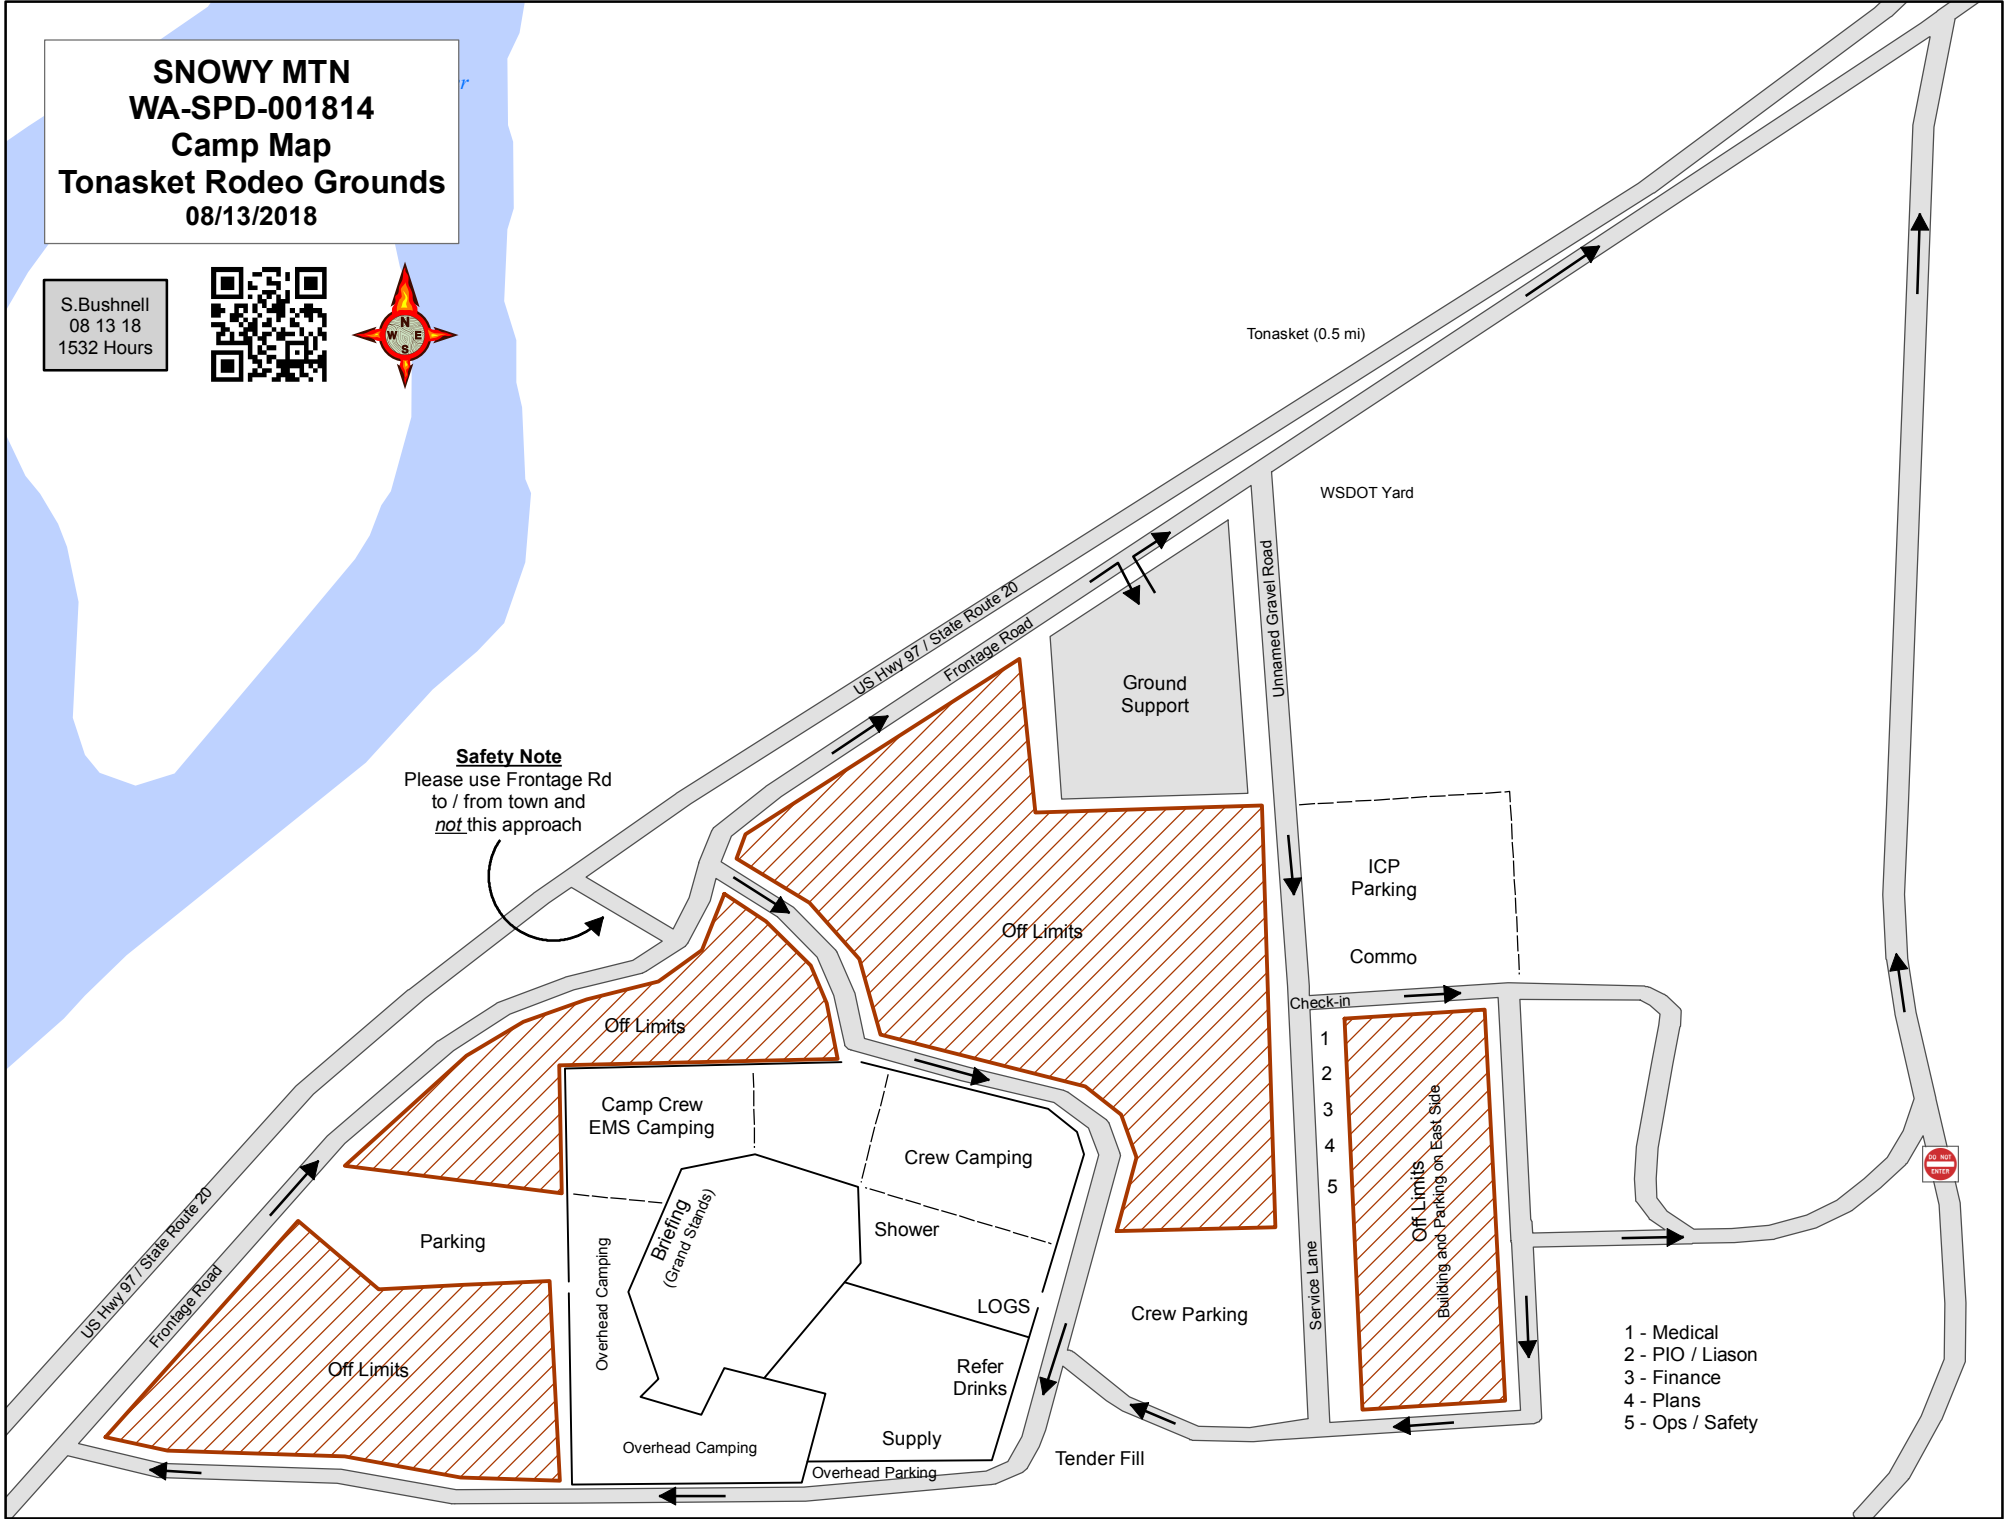 SNOWY MTN
WA-SPD-001814
Camp Map
Tonasket Rodeo Grounds
08/13/2018
S.Bushnell
08 13 18
1532 Hours
N
W E
S
Tonasket (0.5 mi)
WSDOT Yard
Unnamed Gravel Road
US Hwy 97 / State Route 20
Frontage Road
Ground
Support
Safety Note
Please use Frontage Rd
to / from town and
not this approach
ICP
Parking
Commo
Off Limits
Check-in
Off Limits
1
2
3
4
5
Off Limits
Building and Parking on East Side
Camp Crew
EMS Camping
Crew Camping
Briefing
(Grand Stands)
Shower
Parking
Overhead Camping
US Hwy 97 / State Route 20
Frontage Road
LOGS
Crew Parking
Service Lane
DO NOT
ENTER
Off Limits
Refer
Drinks
1 - Medical
2 - PIO / Liason
3 - Finance
4 - Plans
5 - Ops / Safety
Overhead Camping
Supply
Tender Fill
Overhead Parking